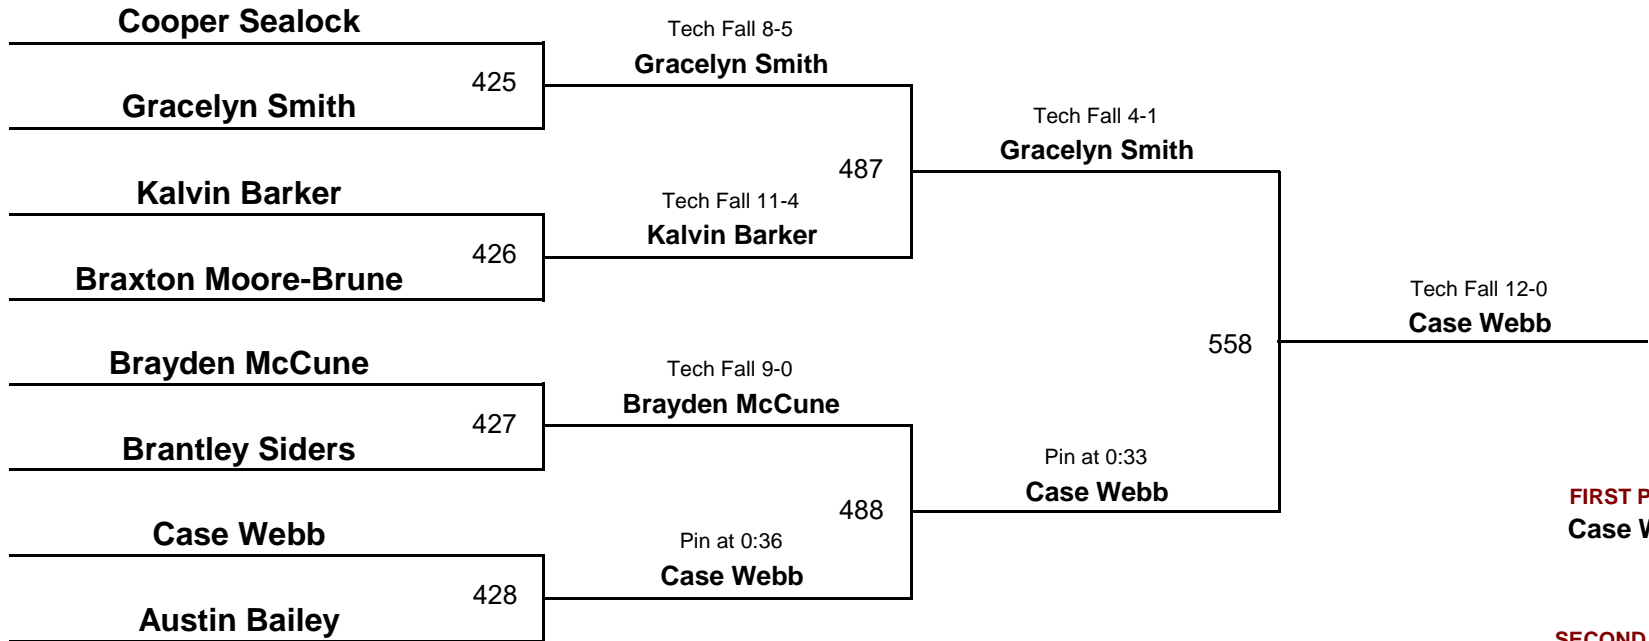 Cooper Sealock
Tech Fall 8-5
Gracelyn Smith
425
Gracelyn Smith
Tech Fall 4-1
Gracelyn Smith
487
Kalvin Barker
Tech Fall 11-4
Kalvin Barker
426
Braxton Moore-Brune
Tech Fall 12-0
Case Webb
558
Brayden McCune
Tech Fall 9-0
Brayden McCune
427
Brantley Siders
Pin at 0:33
Case Webb
488
FIRST
Case
Case Webb
Pin at 0:36
Case Webb
428
Austin Bailey
SECOND